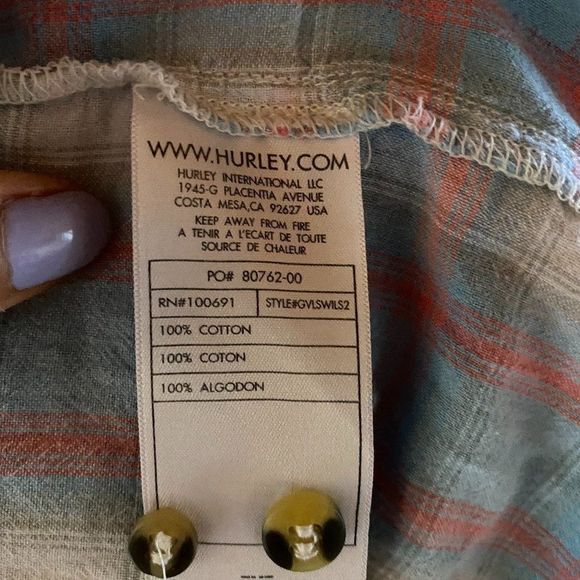 WWW.HURLEY.COM
HURLEY INTERNATIONAL LLC
1945-G PLACENTIA AVENUE
COSTA MESA,CA 92627 USA
KEEP AWAY FROM FIRE
A TENIR A L'ECART DE TOUTE
SOURCE DE CHALEUR
PO# 80762-00
RN#100691 STYLE#GVLSWILS2
100% COTTON
100% COTON
100% ALGODON